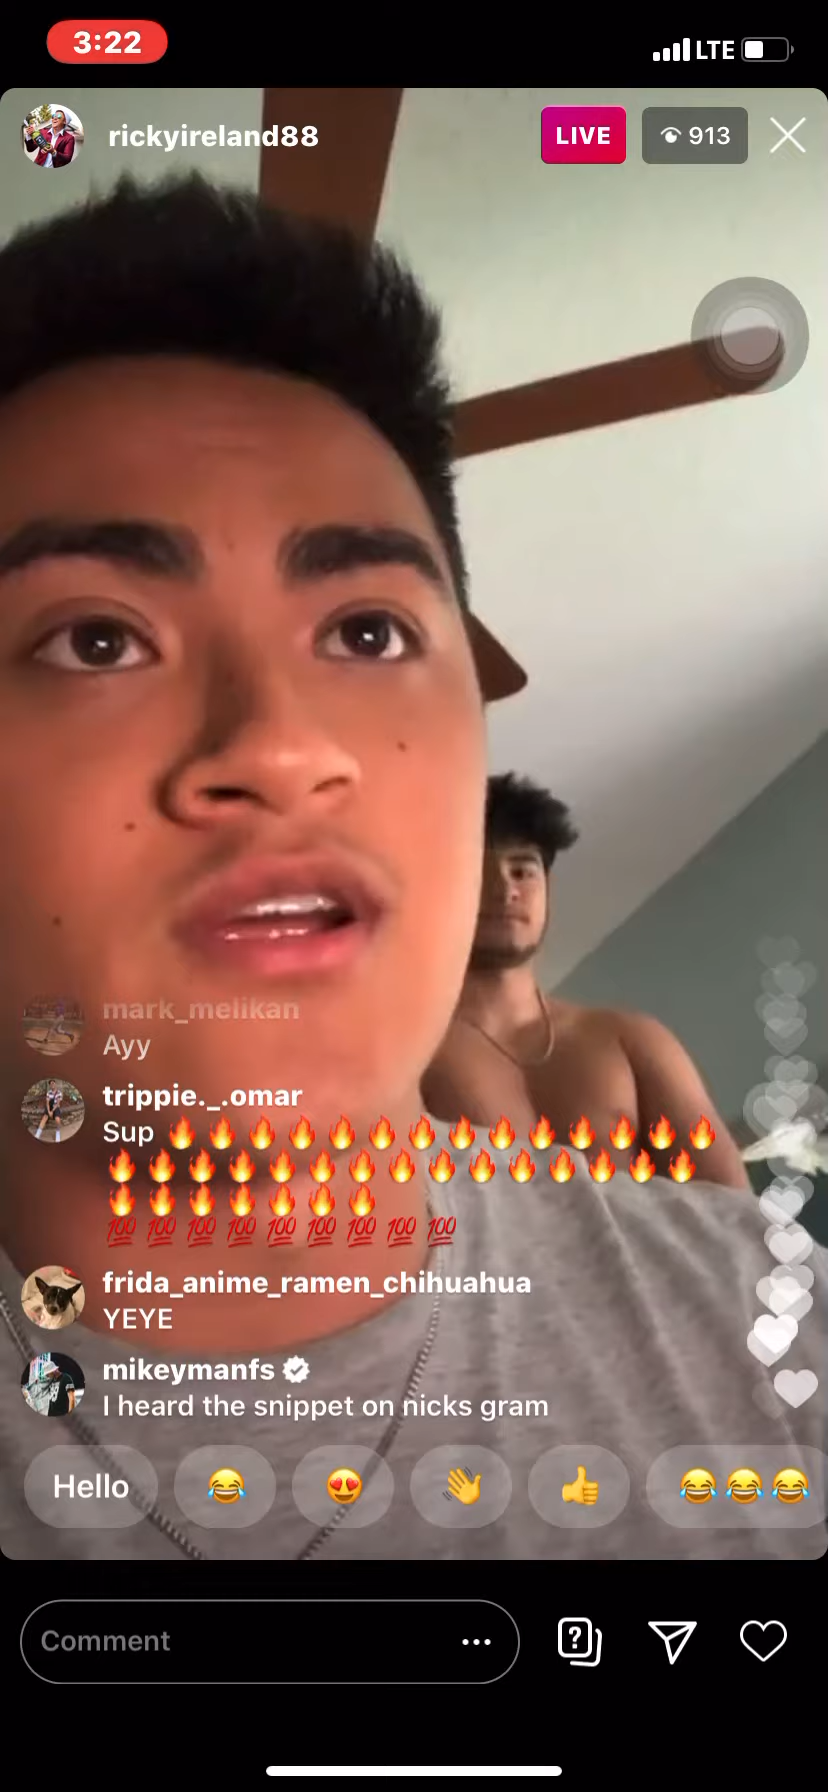 3:22
LTE
rickyireland88
LIVE
913
mark_melikan
Ayy
trippie._.omar
Sup 🔥🔥🔥🔥🔥🔥🔥🔥🔥🔥🔥🔥🔥🔥
🔥🔥🔥🔥🔥🔥🔥🔥🔥🔥🔥🔥🔥🔥🔥
🔥🔥🔥🔥🔥🔥🔥
💯💯💯💯💯💯💯💯💯
frida_anime_ramen_chihuahua
YEYE
mikeymanfs
I heard the snippet on nicks gram
Hello 😂 😍 👋 👍 😂😂😂
Comment